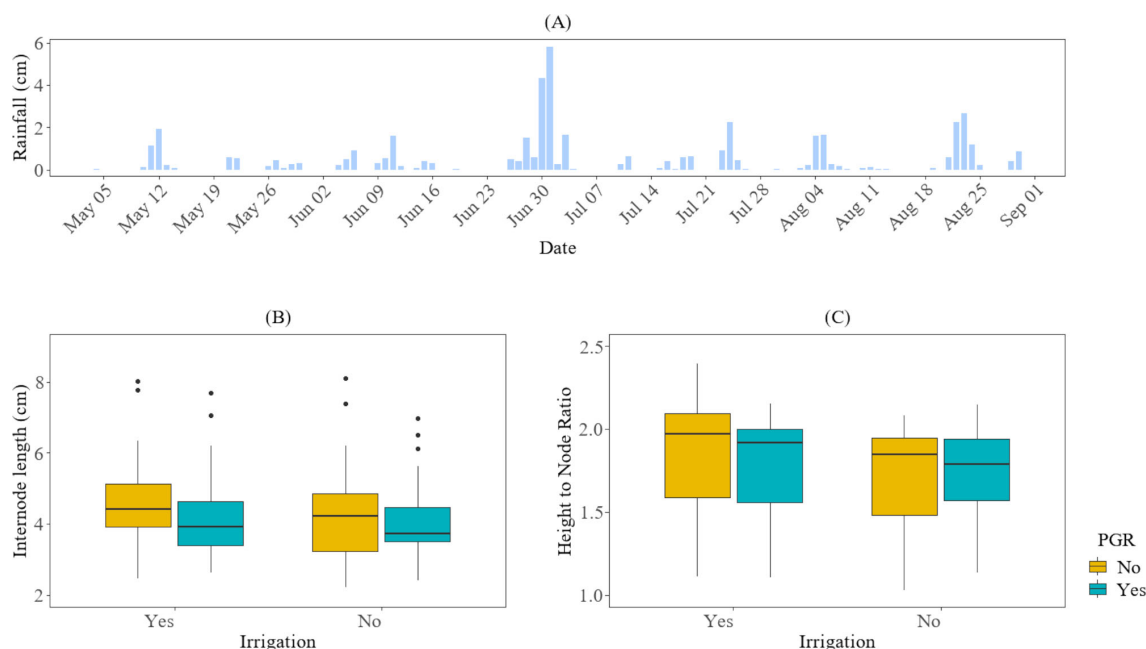 (A)
Rainfall (cm)
6
4
2
0
May 05
May 12
May 19
May 26
Jun 02
Jun 09
Jun 16
Jun 23
Jun 30
Jul 07
Jul 14
Jul 21
Jul 28
Aug 04
Aug 11
Aug 18
Aug 25
Sep 01
Date
(B)
Internode length (cm)
8
6
4
2
Yes
No
Irrigation
(C)
Height to Node Ratio
2.5
2.0
1.5
1.0
Yes
No
Irrigation
PGR
No
Yes